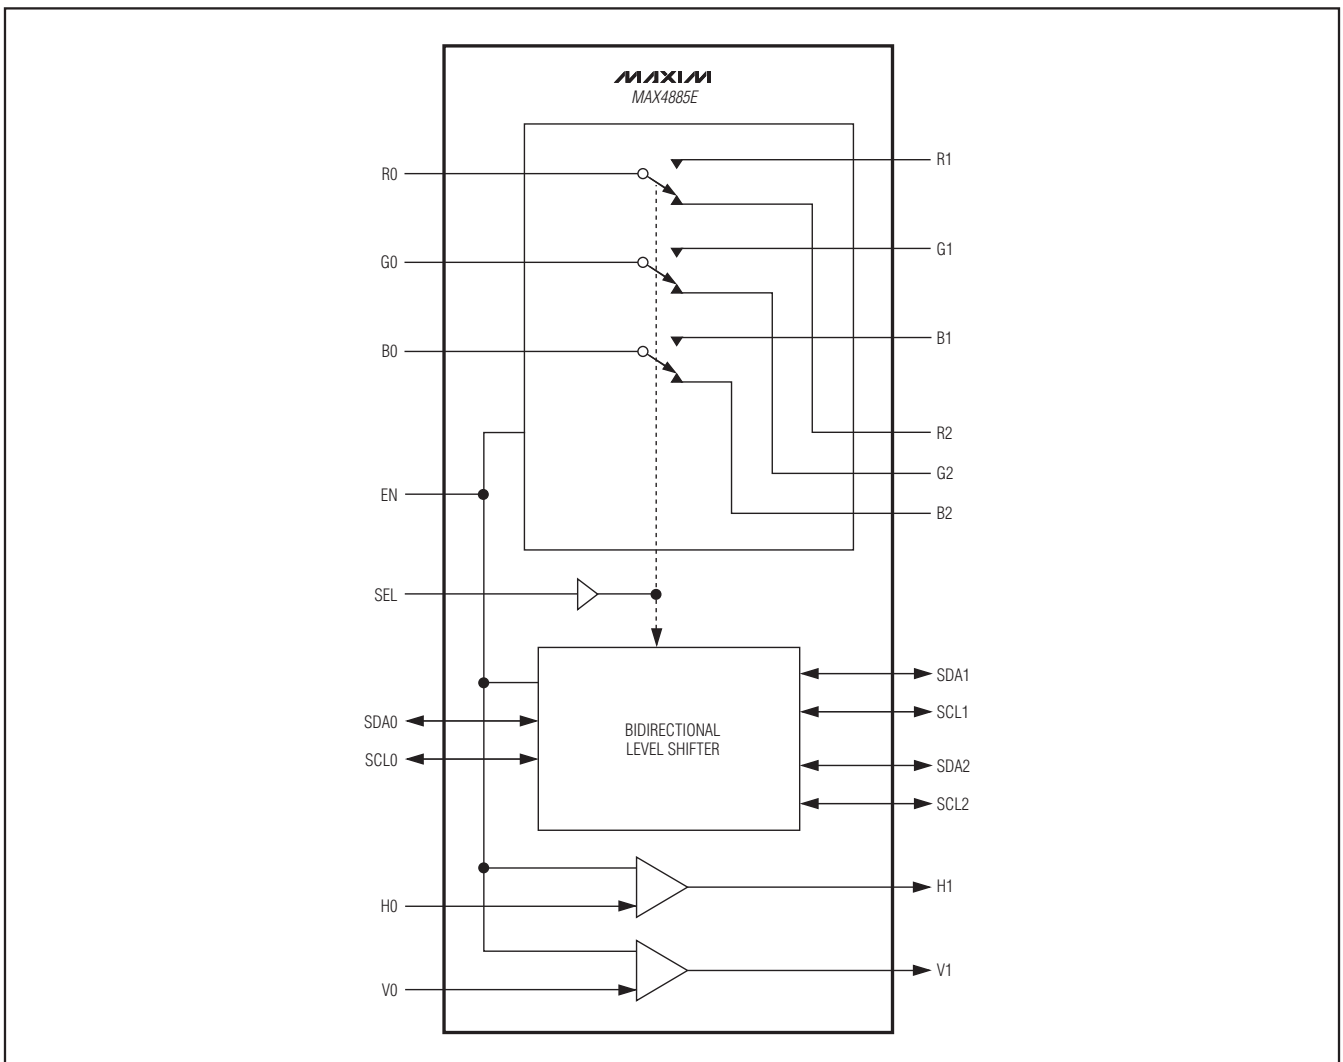 MAXIM
MAX4885E
R0
R1
G0
G1
B0
B1
R2
G2
EN
B2
SEL
SDA1
SCL1
SDA0
BIDIRECTIONAL
LEVEL SHIFTER
SCL0
SDA2
SCL2
H0
H1
V0
V1